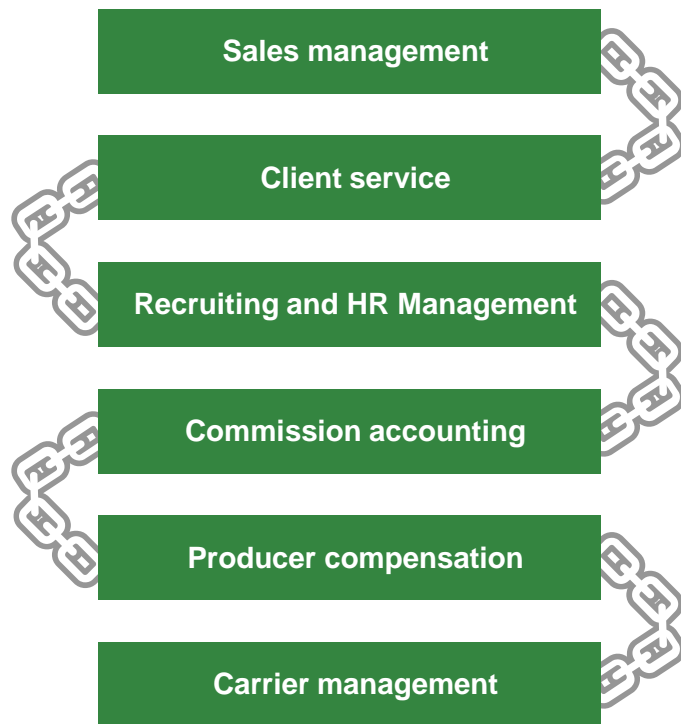 Sales management
Client service
Recruiting and HR Management
Commission accounting
Producer compensation
Carrier management